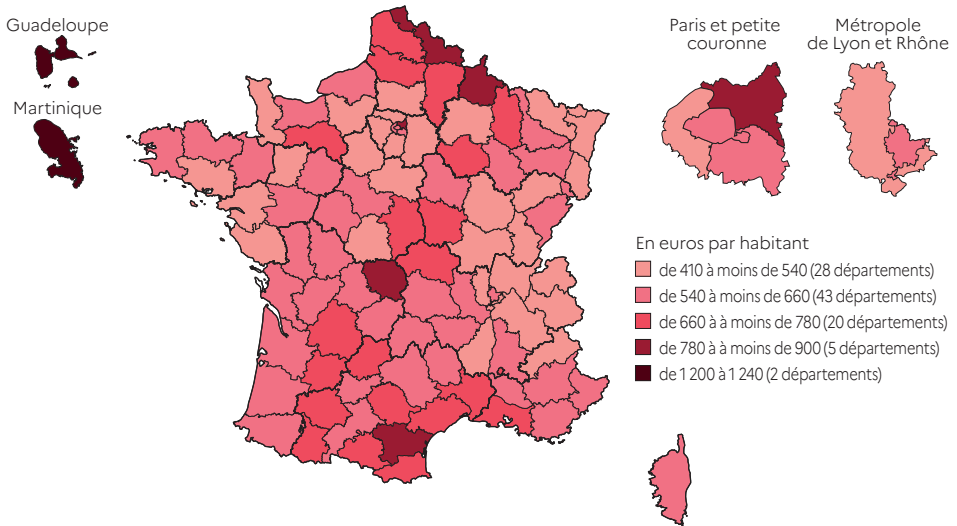 Guadeloupe
Martinique
Paris et petite
couronne
Métropole
de Lyon et Rhône
En euros par habitant
de 410 à moins de 540 (28 départements)
de 540 à moins de 660 (43 départements)
de 660 à à moins de 780 (20 départements)
de 780 à à moins de 900 (5 départements)
de 1 200 à 1 240 (2 départements)